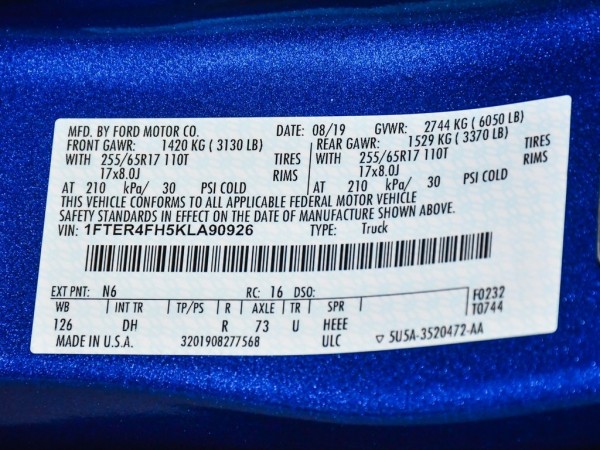 MFD. BY FORD MOTOR CO. DATE: 08/19 GVWR: 2744 KG ( 6050 LB)
FRONT GAWR: 1420 KG ( 3130 LB) REAR GAWR: 1529 KG ( 3370 LB)
WITH 255/65R17 110T TIRES WITH 255/65R17 110T TIRES
17x8.0J RIMS 17x8.0J RIMS
AT 210 kPa/ 30 PSI COLD AT 210 kPa/ 30 PSI COLD
THIS VEHICLE CONFORMS TO ALL APPLICABLE FEDERAL MOTOR VEHICLE
SAFETY STANDARDS IN EFFECT ON THE DATE OF MANUFACTURE SHOWN ABOVE.
VIN: 1FTER4FH5KLA90926 TYPE: Truck
EXT PNT: N6 RC: 16 DSO: F0232
WB INT TR TP/PS R AXLE TR SPR T0744
126 DH R 73 U HEEE
MADE IN U.S.A. 3201908277568 ULC ▽ 5U5A-3520472-AA